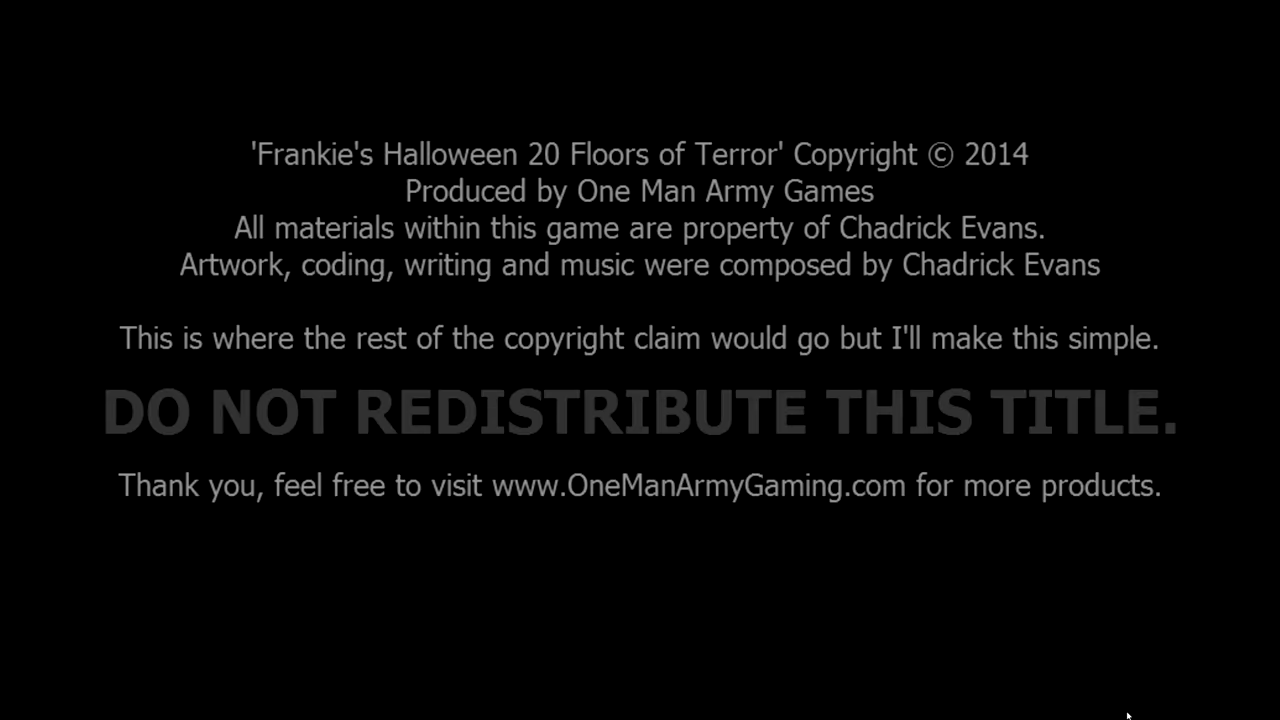 'Frankie's Halloween 20 Floors of Terror' Copyright © 2014
Produced by One Man Army Games
All materials within this game are property of Chadrick Evans.
Artwork, coding, writing and music were composed by Chadrick Evans
This is where the rest of the copyright claim would go but I'll make this simple.
DO NOT REDISTRIBUTE THIS TITLE.
Thank you, feel free to visit www.OneManArmyGaming.com for more products.